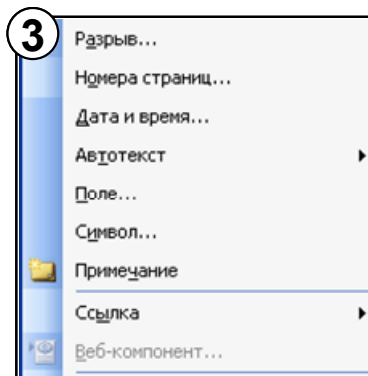 3
Разрыв...
Номера страниц...
Дата и время...
Автотекст
Поле...
Символ...
Примечание
Ссылка
Веб-компонент...